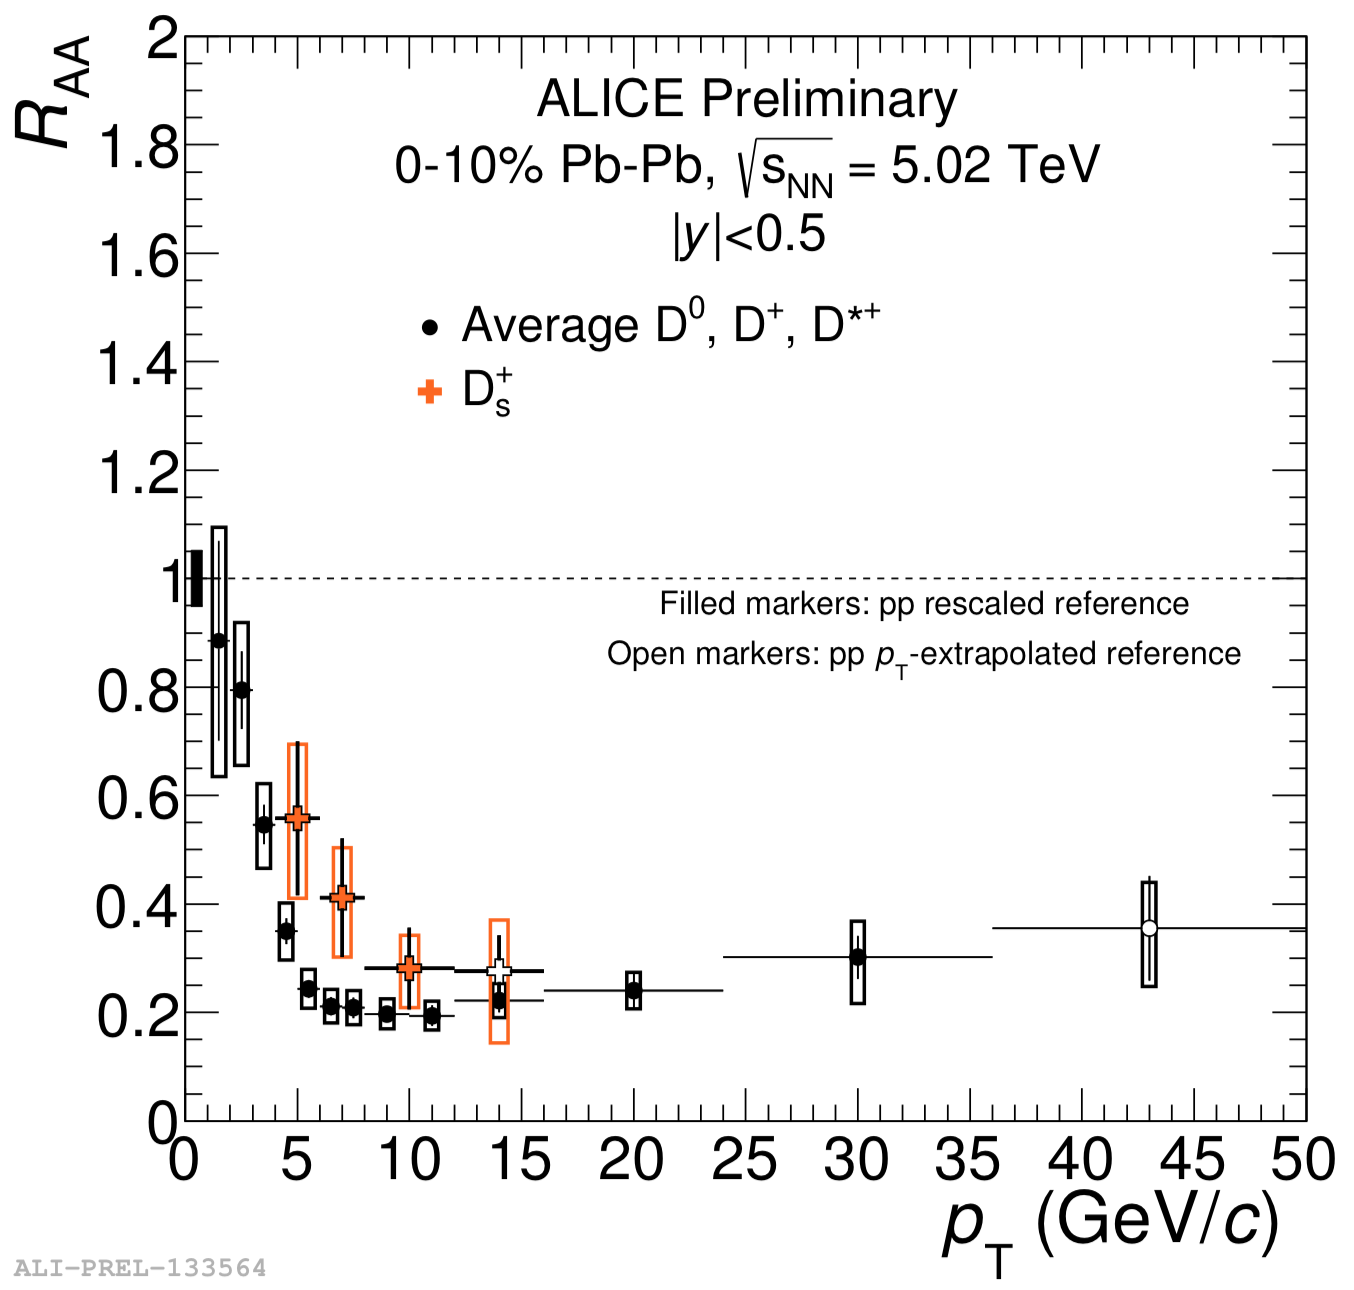 R_AA
2
1.8
1.6
1.4
1.2
1
0.8
0.6
0.4
0.2
0
ALICE Preliminary
0-10% Pb-Pb, √s_NN = 5.02 TeV
|y|<0.5
Average D⁰, D⁺, D*⁺
D_s⁺
Filled markers: pp rescaled reference
Open markers: pp p_T-extrapolated reference
0 5 10 15 20 25 30 35 40 45 50
p_T (GeV/c)
ALI-PREL-133564